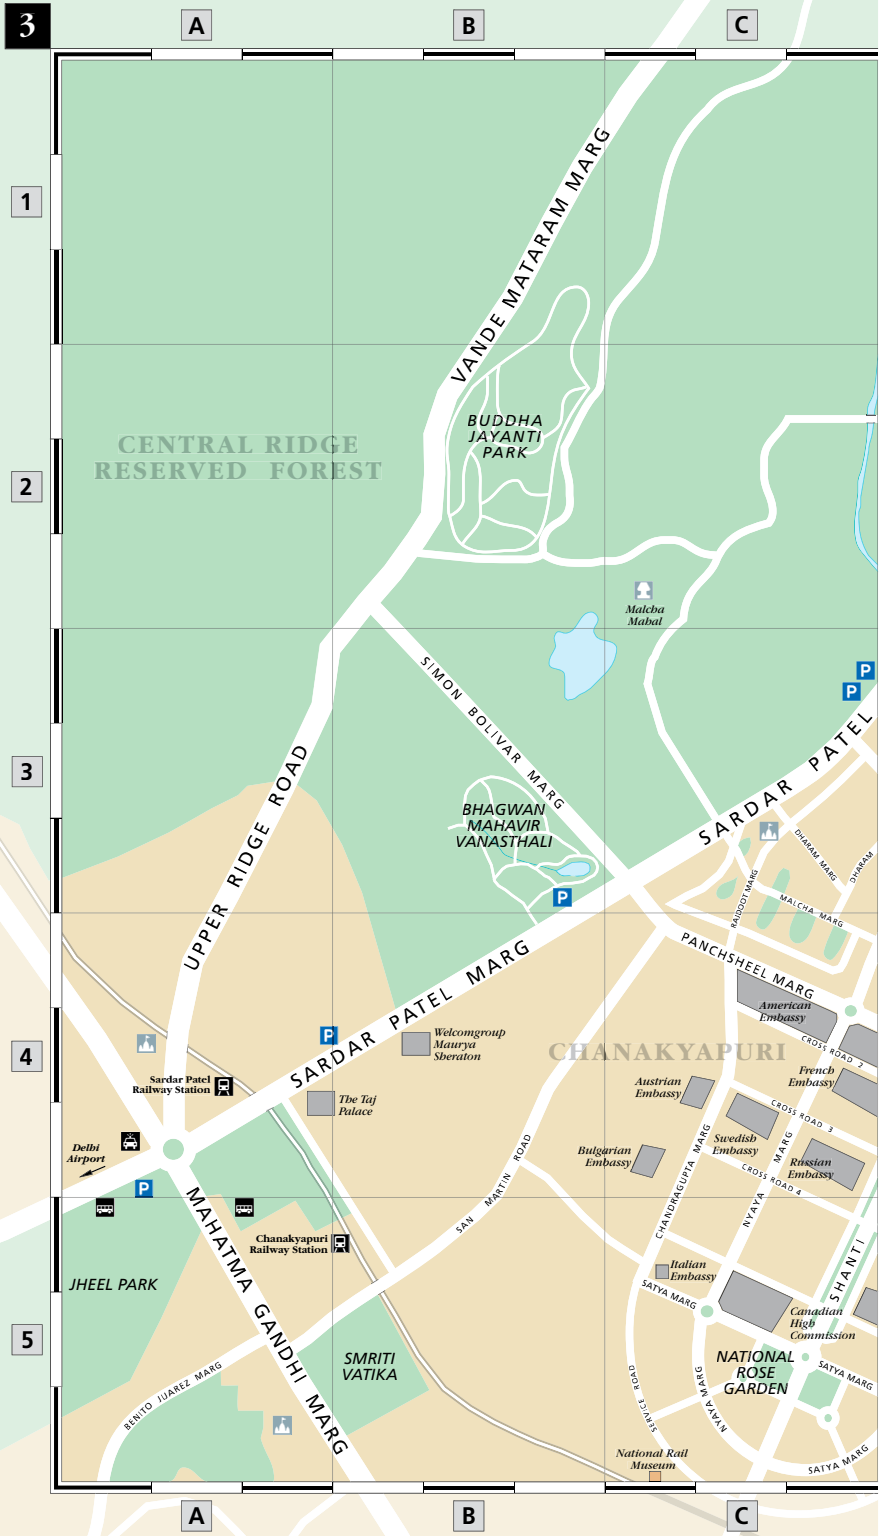 3
A
B
C
1
VANDE MATARAM MARG
BUDDHA
JAYANTI
PARK
CENTRAL RIDGE
RESERVED FOREST
2
Malcha
Mahal
P
P
SIMON BOLIVAR MARG
SARDAR PATEL
3
UPPER RIDGE ROAD
BHAGWAN
MAHAVIR
VANASTHALI
P
DHARAM MARG
DHARAM
RAJDOOT MARG
MALCHA MARG
PANCHSHEEL MARG
SARDAR PATEL MARG
P
American
Embassy
4
Welcomgroup
Maurya
Sheraton
CHANAKYAPURI
CROSS ROAD 2
French
Embassy
Sardar Patel
Railway Station
The Taj
Palace
Austrian
Embassy
CROSS ROAD 3
Swedish
Embassy
Delhi
Airport
Bulgarian
Embassy
Russian
Embassy
CROSS ROAD 4
P
SAN MARTIN ROAD
CHANDRAGUPTA MARG
NYAYA MARG
MAHATMA GANDHI MARG
Chanakyapuri
Railway Station
SHANTI
JHEEL PARK
Italian
Embassy
SATYA MARG
Canadian
High
Commission
5
SMRITI
VATIKA
NATIONAL
ROSE
GARDEN
SATYA MARG
BENITO JUAREZ MARG
SERVICE ROAD
NYAYA MARG
National Rail
Museum
SATYA MARG
A
B
C